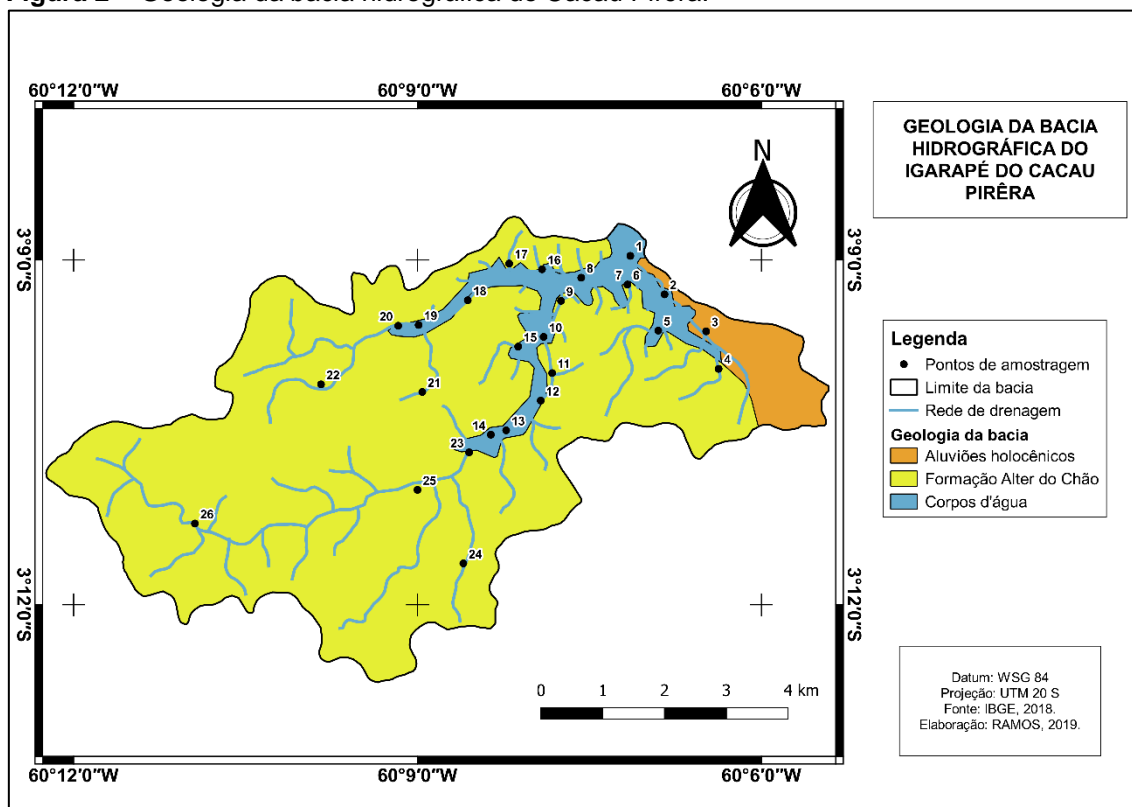 60°12'0"W 60°9'0"W 60°6'0"W
GEOLOGIA DA BACIA
HIDROGRÁFICA DO
IGARAPÉ DO CACAU
PIRÊRA
N
3°9'0"S 3°9'0"S
1
2
3
4
5
6
7
8
9
10
11
12
13
14
15
16
17
18
19
20
21
22
23
24
25
26
Legenda
Pontos de amostragem
Limite da bacia
Rede de drenagem
Geologia da bacia
Aluviões holocênicos
Formação Alter do Chão
Corpos d'água
3°12'0"S 3°12'0"S
0 1 2 3 4 km
Datum: WSG 84
Projeção: UTM 20 S
Fonte: IBGE, 2018.
Elaboração: RAMOS, 2019.
60°12'0"W 60°9'0"W 60°6'0"W